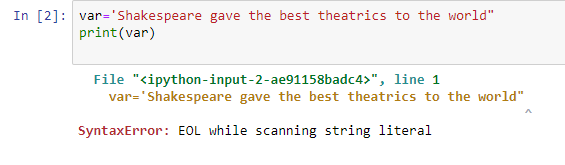 In [2]: var='Shakespeare gave the best theatrics to the world"
print(var)
File "<ipython-input-2-ae91158badc4>", line 1
var='Shakespeare gave the best theatrics to the world"
^
SyntaxError: EOL while scanning string literal